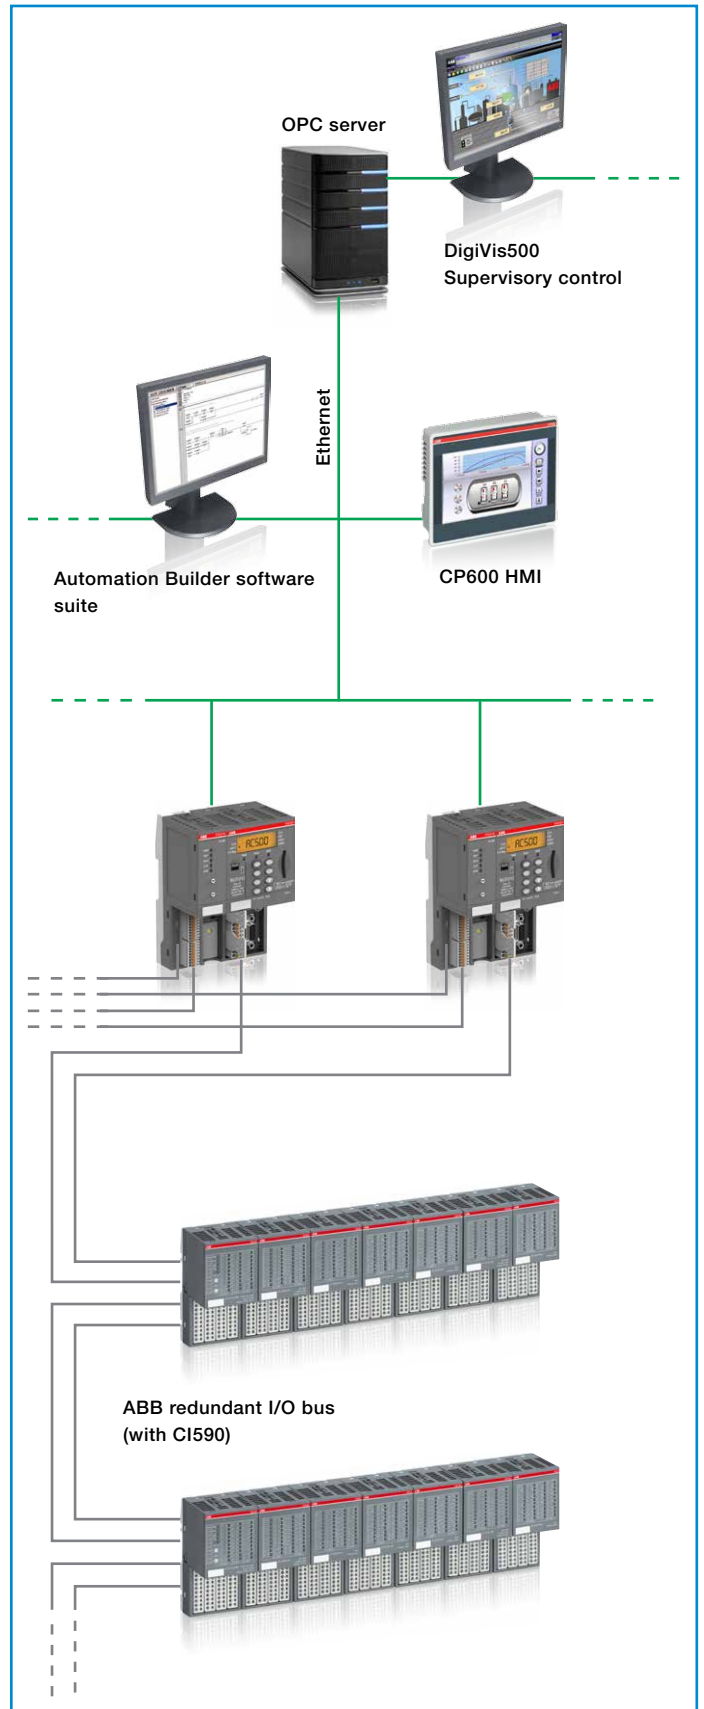 OPC server
DigiVis500
Supervisory control
Ethernet
Automation Builder software
suite
CP600 HMI
AC500
AC500
ABB redundant I/O bus
(with CI590)